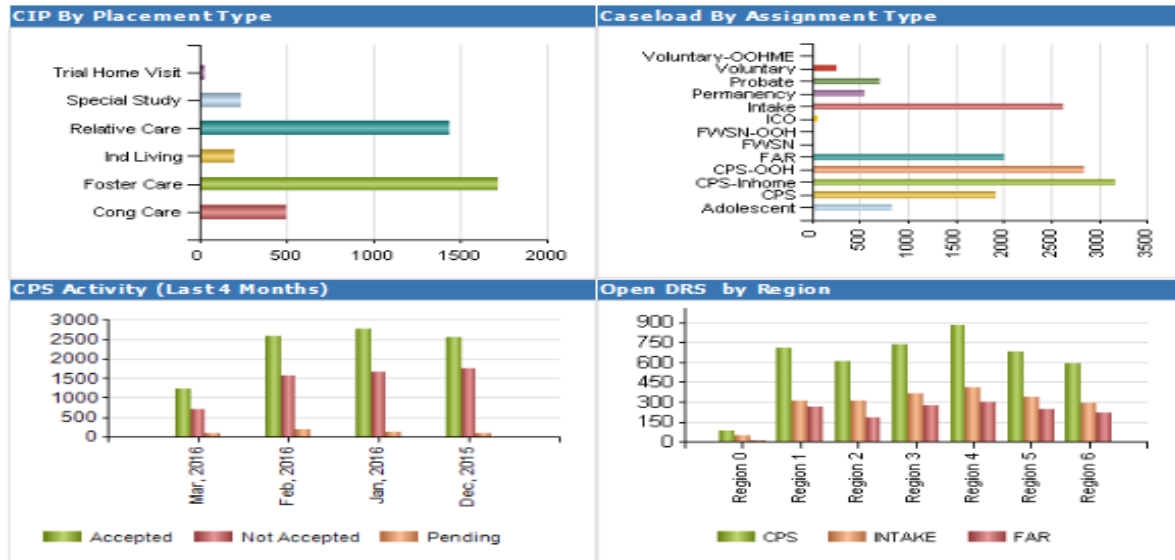 CIP By Placement Type
Trial Home Visit
Special Study
Relative Care
Ind Living
Foster Care
Cong Care
0 500 1000 1500 2000
Caseload By Assignment Type
Voluntary-OOHME
Voluntary
Probate
Permanency
Intake
ICO
FWSN-OOH
FWSN
FAR
CPS-OOH
CPS-Inhome
CPS
Adolescent
0 500 1000 1500 2000 2500 3000 3500
CPS Activity (Last 4 Months)
3000
2500
2000
1500
1000
500
0
Mar, 2016 Feb, 2016 Jan, 2016 Dec, 2015
Accepted Not Accepted Pending
Open DRS by Region
900
750
600
450
300
150
0
Region 0 Region 1 Region 2 Region 3 Region 4 Region 5 Region 6
CPS INTAKE FAR